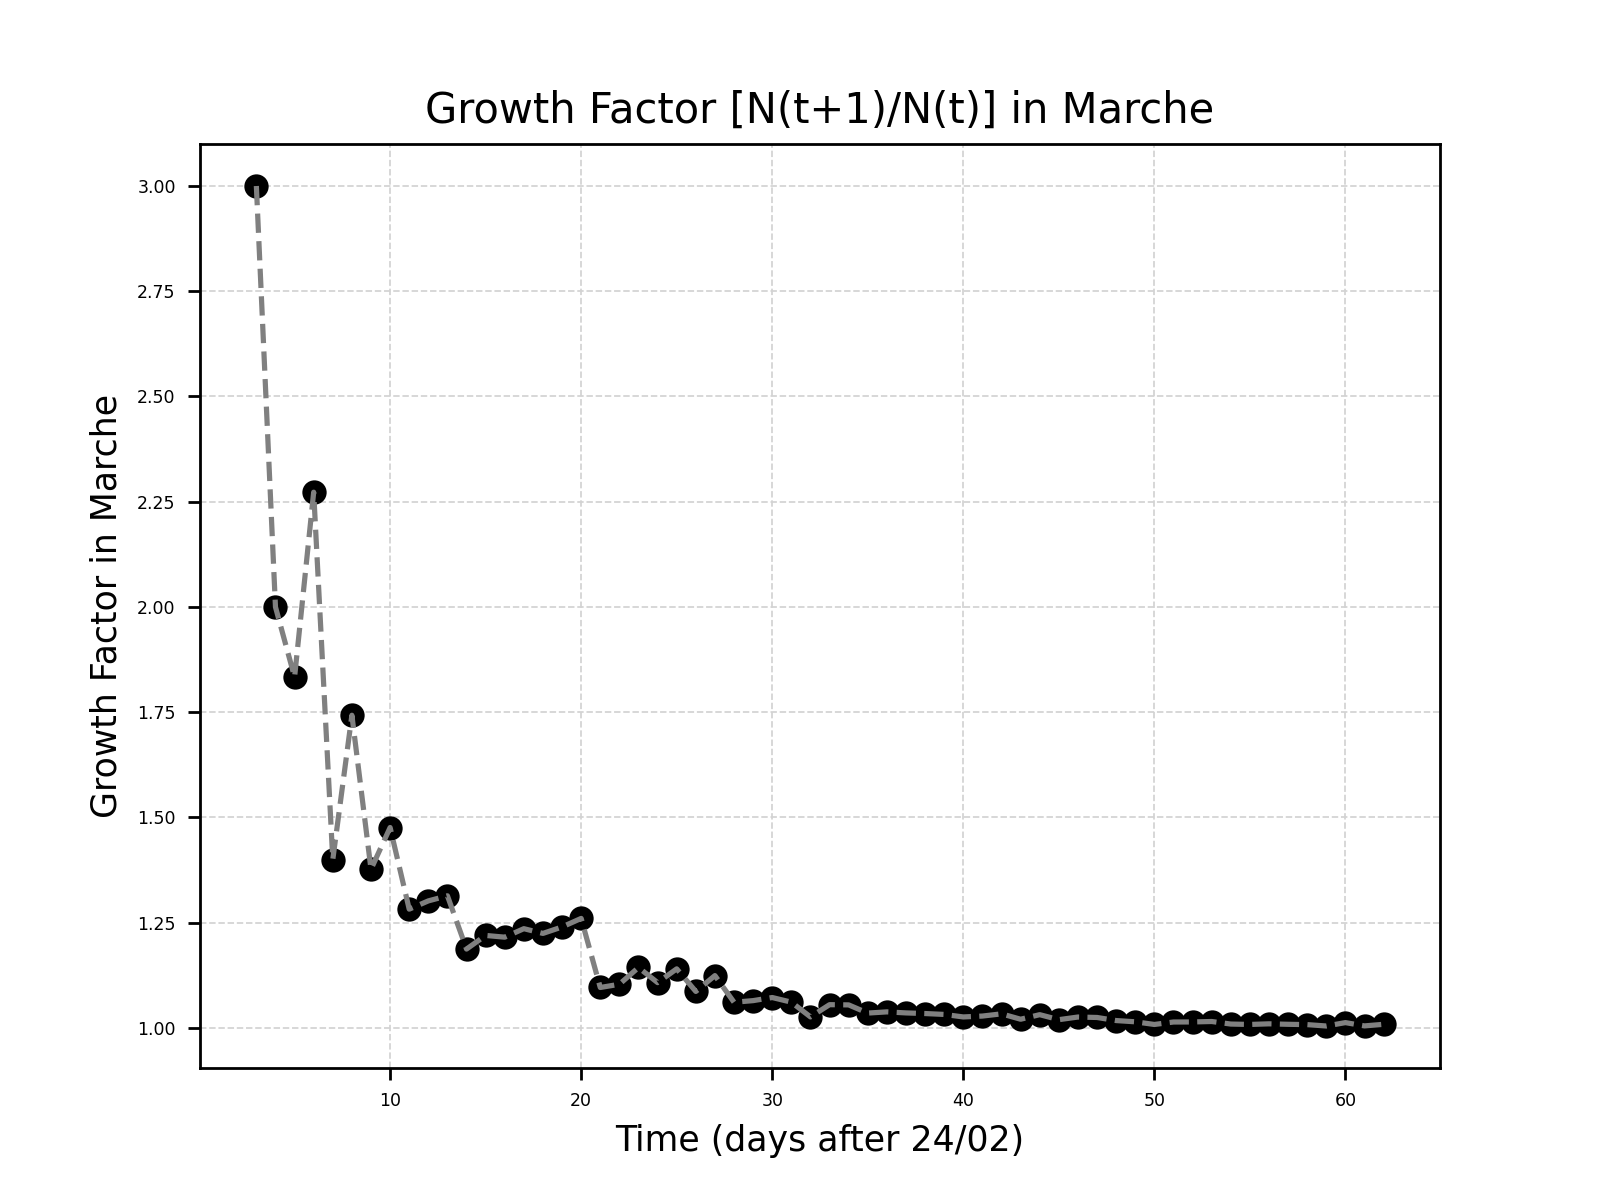 Growth Factor [N(t+1)/N(t)] in Marche
Growth Factor in Marche
3.00
2.75
2.50
2.25
2.00
1.75
1.50
1.25
1.00
10 20 30 40 50 60
Time (days after 24/02)